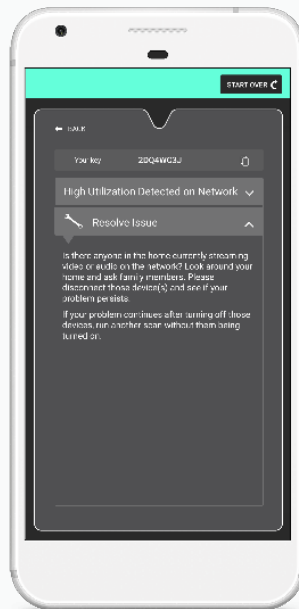 START OVER
BACK
Your key
High Utilization Detected on Network
Resolve Issue
Is there anyone in the home currently streaming
video or audio on the network? Look around your
home and ask family members. Please
disconnect those device(s) and see if your
problem persists.
If your problem continues after turning off those
devices, run another scan without them being
turned on.